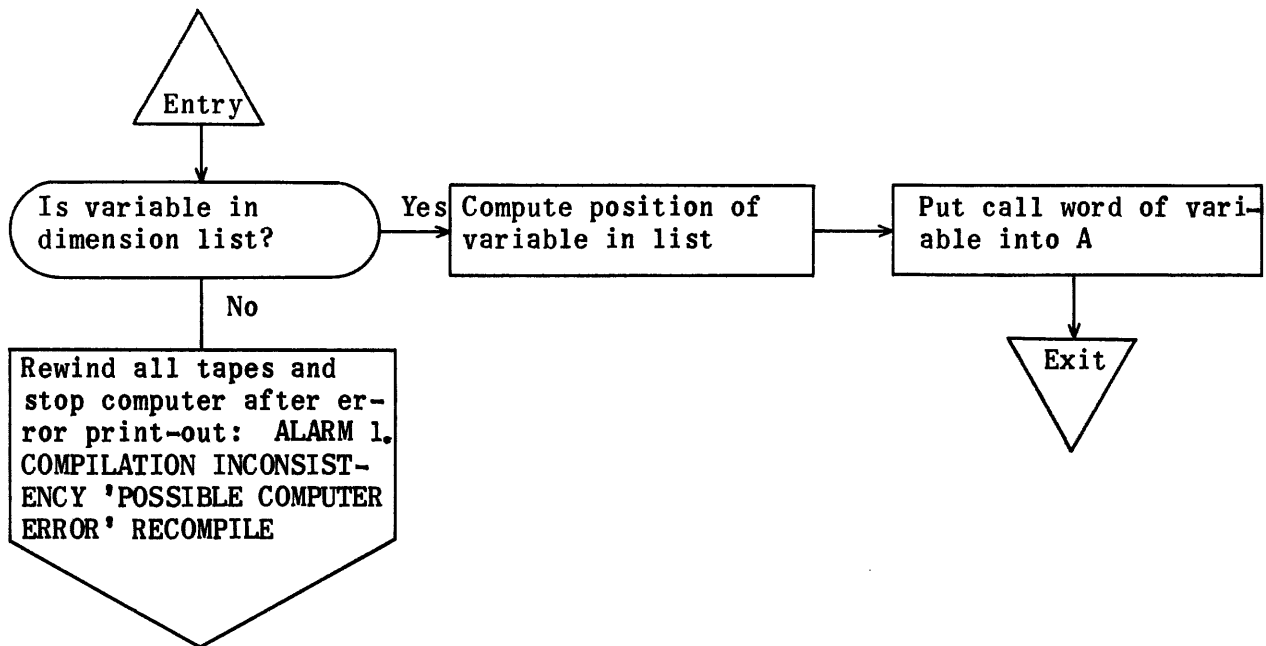 Entry
Is variable in
dimension list?
Yes
Compute position of
variable in list
Put call word of vari-
able into A
No
Exit
Rewind all tapes and
stop computer after er-
ror print-out: ALARM 1.
COMPILATION INCONSIST-
ENCY 'POSSIBLE COMPUTER
ERROR' RECOMPILE